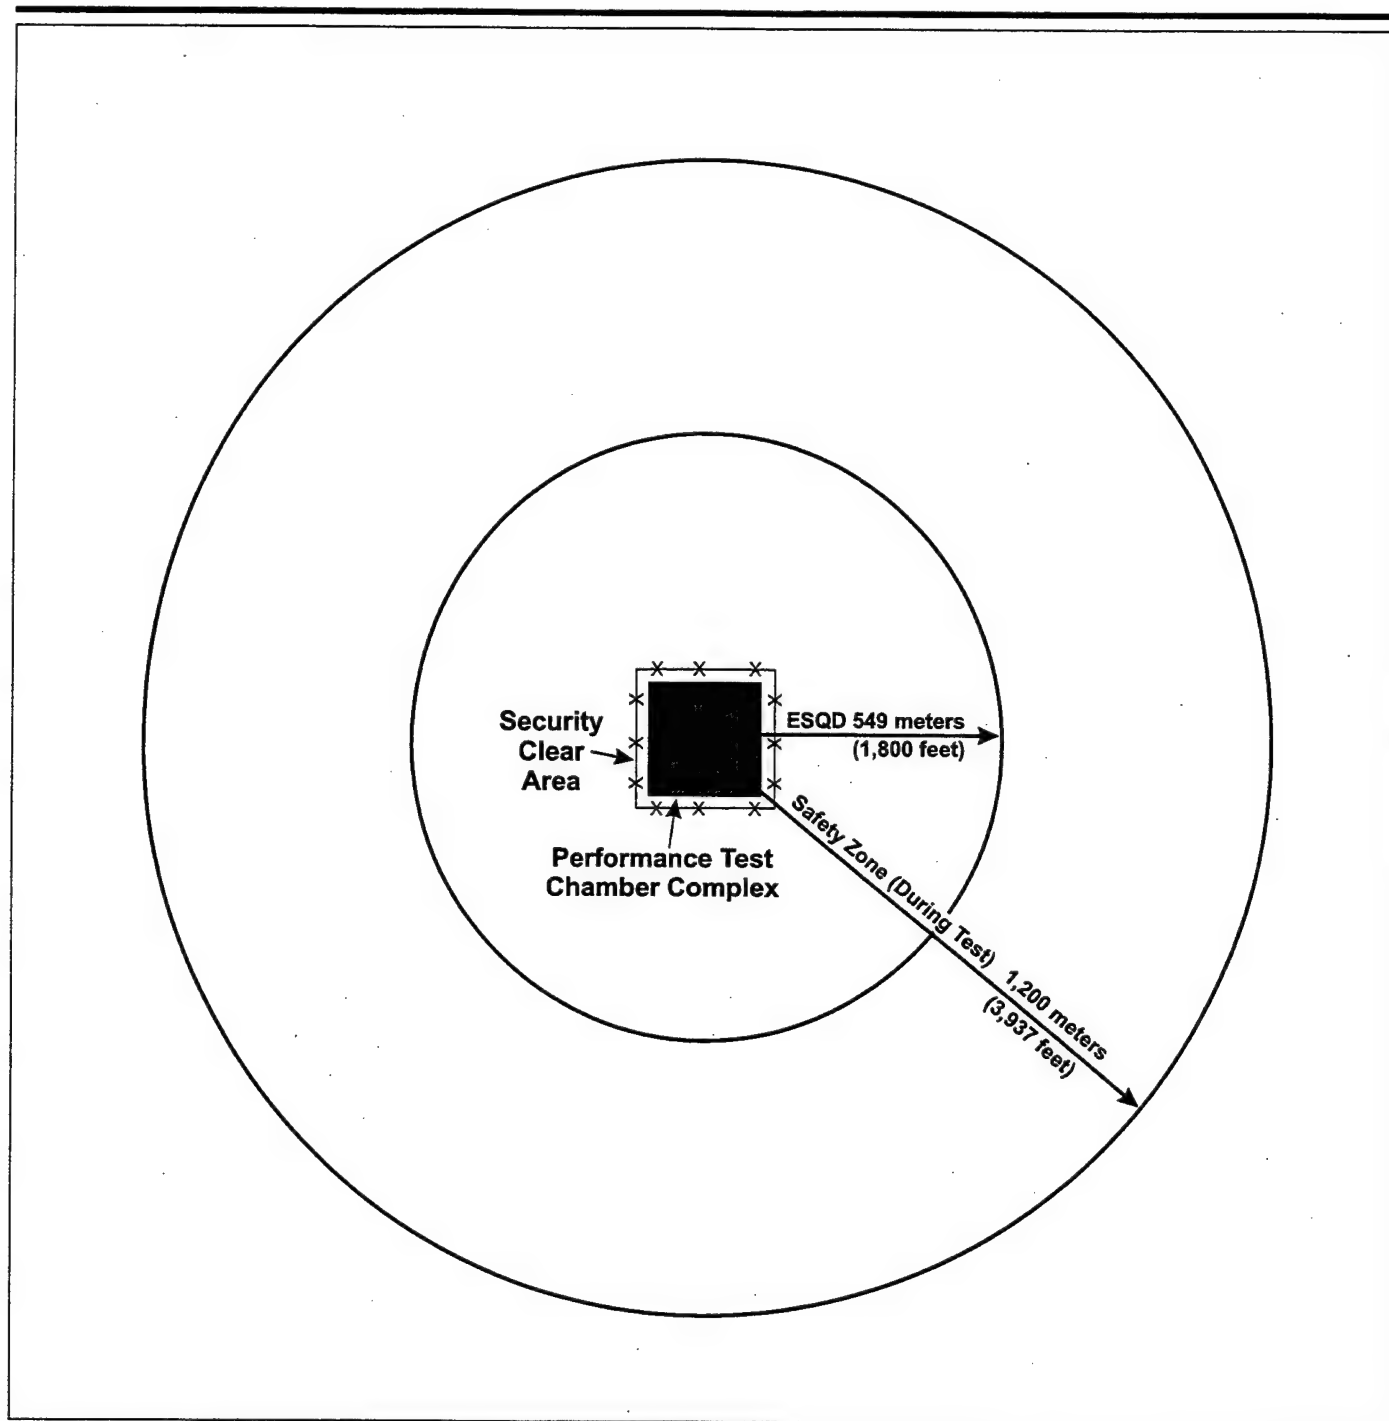 Security
Clear
Area
ESQD 549 meters
(1,800 feet)
Performance Test
Chamber Complex
Safety Zone (During Test) 1,200 meters
(3,937 feet)